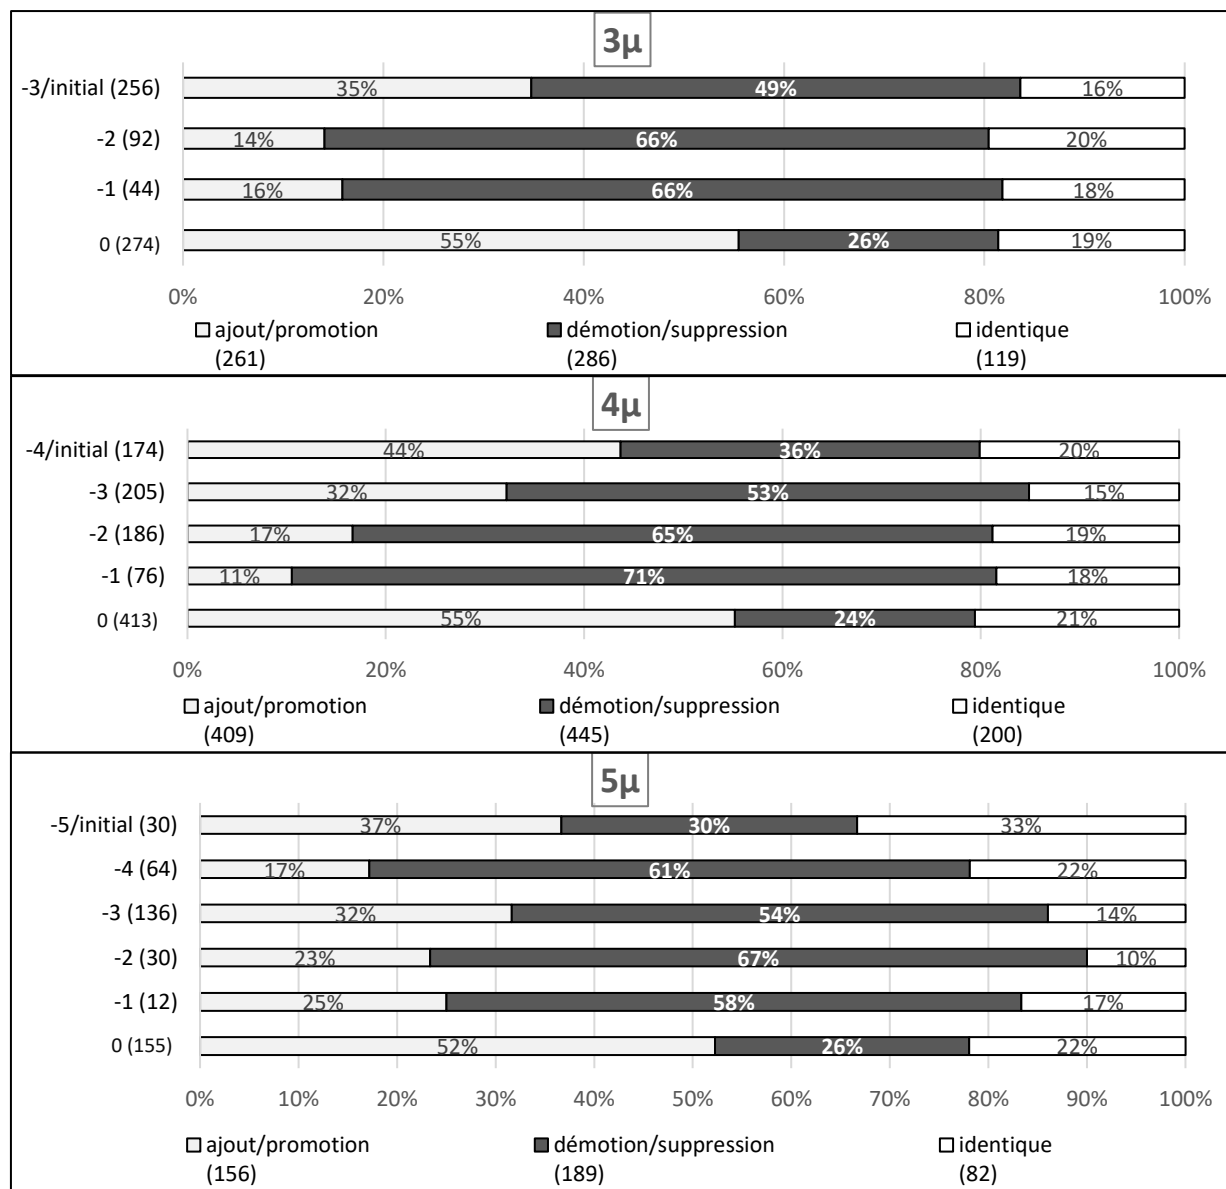 3µ
-3/initial (256) 35% 49% 16%
-2 (92) 14% 66% 20%
-1 (44) 16% 66% 18%
0 (274) 55% 26% 19%
0% 20% 40% 60% 80% 100%
ajout/promotion démotion/suppression identique
(261) (286) (119)
4µ
-4/initial (174) 44% 36% 20%
-3 (205) 32% 53% 15%
-2 (186) 17% 65% 19%
-1 (76) 11% 71% 18%
0 (413) 55% 24% 21%
0% 20% 40% 60% 80% 100%
ajout/promotion démotion/suppression identique
(409) (445) (200)
5µ
-5/initial (30) 37% 30% 33%
-4 (64) 17% 61% 22%
-3 (136) 32% 54% 14%
-2 (30) 23% 67% 10%
-1 (12) 25% 58% 17%
0 (155) 52% 26% 22%
0% 10% 20% 30% 40% 50% 60% 70% 80% 90% 100%
ajout/promotion démotion/suppression identique
(156) (189) (82)